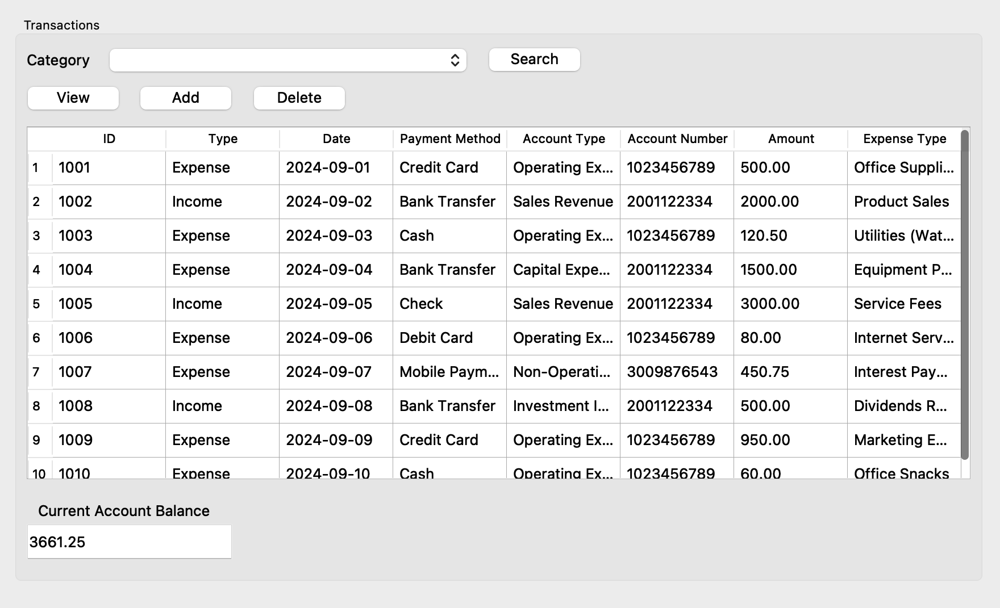 Transactions
Category Search
View Add Delete
ID Type Date Payment Method Account Type Account Number Amount Expense Type
1 1001 Expense 2024-09-01 Credit Card Operating Ex... 1023456789 500.00 Office Suppli...
2 1002 Income 2024-09-02 Bank Transfer Sales Revenue 2001122334 2000.00 Product Sales
3 1003 Expense 2024-09-03 Cash Operating Ex... 1023456789 120.50 Utilities (Wat...
4 1004 Expense 2024-09-04 Bank Transfer Capital Expe... 2001122334 1500.00 Equipment P...
5 1005 Income 2024-09-05 Check Sales Revenue 2001122334 3000.00 Service Fees
6 1006 Expense 2024-09-06 Debit Card Operating Ex... 1023456789 80.00 Internet Serv...
7 1007 Expense 2024-09-07 Mobile Paym... Non-Operati... 3009876543 450.75 Interest Pay...
8 1008 Income 2024-09-08 Bank Transfer Investment I... 2001122334 500.00 Dividends R...
9 1009 Expense 2024-09-09 Credit Card Operating Ex... 1023456789 950.00 Marketing E...
10 1010 Expense 2024-09-10 Cash Operating Ex... 1023456789 60.00 Office Snacks
Current Account Balance
3661.25